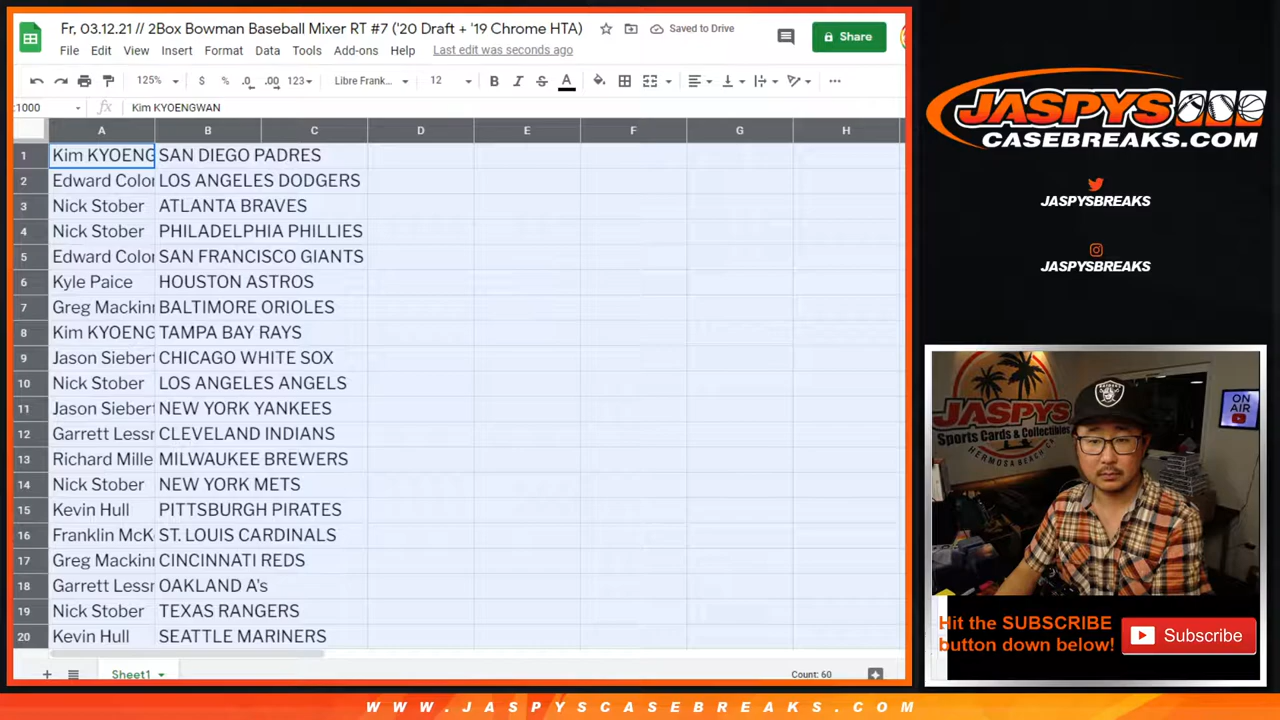 Fr, 03.12.21 // 2Box Bowman Baseball Mixer RT #7 ('20 Draft + '19 Chrome HTA)
Saved to Drive
Share
File Edit View Insert Format Data Tools Add-ons Help Last edit was seconds ago
125% $ % .0 .00 123 Libre Frank... 12 B I S A
:1000 fx Kim KYOENGWAN
A B C D E F G H
1 Kim KYOENG SAN DIEGO PADRES
2 Edward Color LOS ANGELES DODGERS
3 Nick Stober ATLANTA BRAVES
4 Nick Stober PHILADELPHIA PHILLIES
5 Edward Color SAN FRANCISCO GIANTS
6 Kyle Paice HOUSTON ASTROS
7 Greg Mackinn BALTIMORE ORIOLES
8 Kim KYOENG TAMPA BAY RAYS
9 Jason Siebert CHICAGO WHITE SOX
10 Nick Stober LOS ANGELES ANGELS
11 Jason Siebert NEW YORK YANKEES
12 Garrett Lessn CLEVELAND INDIANS
13 Richard Mille MILWAUKEE BREWERS
14 Nick Stober NEW YORK METS
15 Kevin Hull PITTSBURGH PIRATES
16 Franklin McK ST. LOUIS CARDINALS
17 Greg Mackinn CINCINNATI REDS
18 Garrett Lessn OAKLAND A's
19 Nick Stober TEXAS RANGERS
20 Kevin Hull SEATTLE MARINERS
Sheet1
Count: 60
JASPYS
CASEBREAKS.COM
JASPYSBREAKS
JASPYSBREAKS
JASPYS
Sports Cards & Collectibles
HERMOSA BEACH CA
RAIDERS
ON AIR
Hit the SUBSCRIBE
button down below!
Subscribe
WWW.JASPYSCASEBREAKS.COM